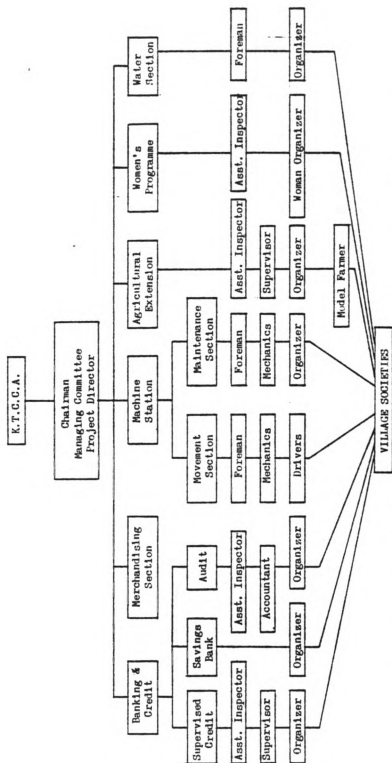 K.T.C.C.A.
Chairman
Managing Committee
Project Director
Banking &
Credit
Merchandising
Section
Machine
Station
Agricultural
Extension
Women's
Programme
Water
Section
Supervised
Credit
Savings
Bank
Audit
Movement
Section
Maintenance
Section
Asst. Inspector
Asst. Inspector
Foreman
Foreman
Asst. Inspector
Asst. Inspector
Foreman
Supervisor
Accountant
Mechanics
Mechanics
Supervisor
Organizer
Organizer
Organizer
Drivers
Organizer
Organizer
Woman Organizer
Organizer
Model Farmer
VILLAGE SOCIETIES